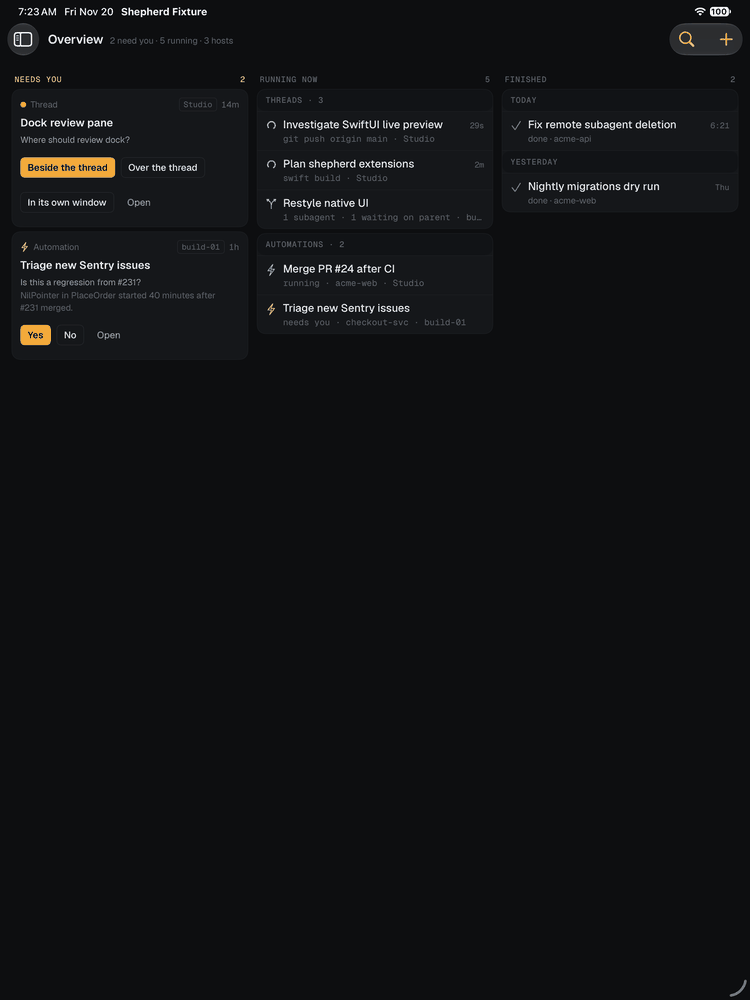 7:23 AM Fri Nov 20 Shepherd Fixture
100
Overview 2 need you · 5 running · 3 hosts
NEEDS YOU 2
Thread Studio 14m
Dock review pane
Where should review dock?
Beside the thread Over the thread
In its own window Open
Automation build-01 1h
Triage new Sentry issues
Is this a regression from #231?
NilPointer in PlaceOrder started 40 minutes after
#231 merged.
Yes No Open
RUNNING NOW 5
THREADS · 3
Investigate SwiftUI live preview 29s
git push origin main · Studio
Plan shepherd extensions 2m
swift build · Studio
Restyle native UI
1 subagent · 1 waiting on parent · bu…
AUTOMATIONS · 2
Merge PR #24 after CI
running · acme-web · Studio
Triage new Sentry issues
needs you · checkout-svc · build-01
FINISHED 2
TODAY
Fix remote subagent deletion 6:21
done · acme-api
YESTERDAY
Nightly migrations dry run Thu
done · acme-web